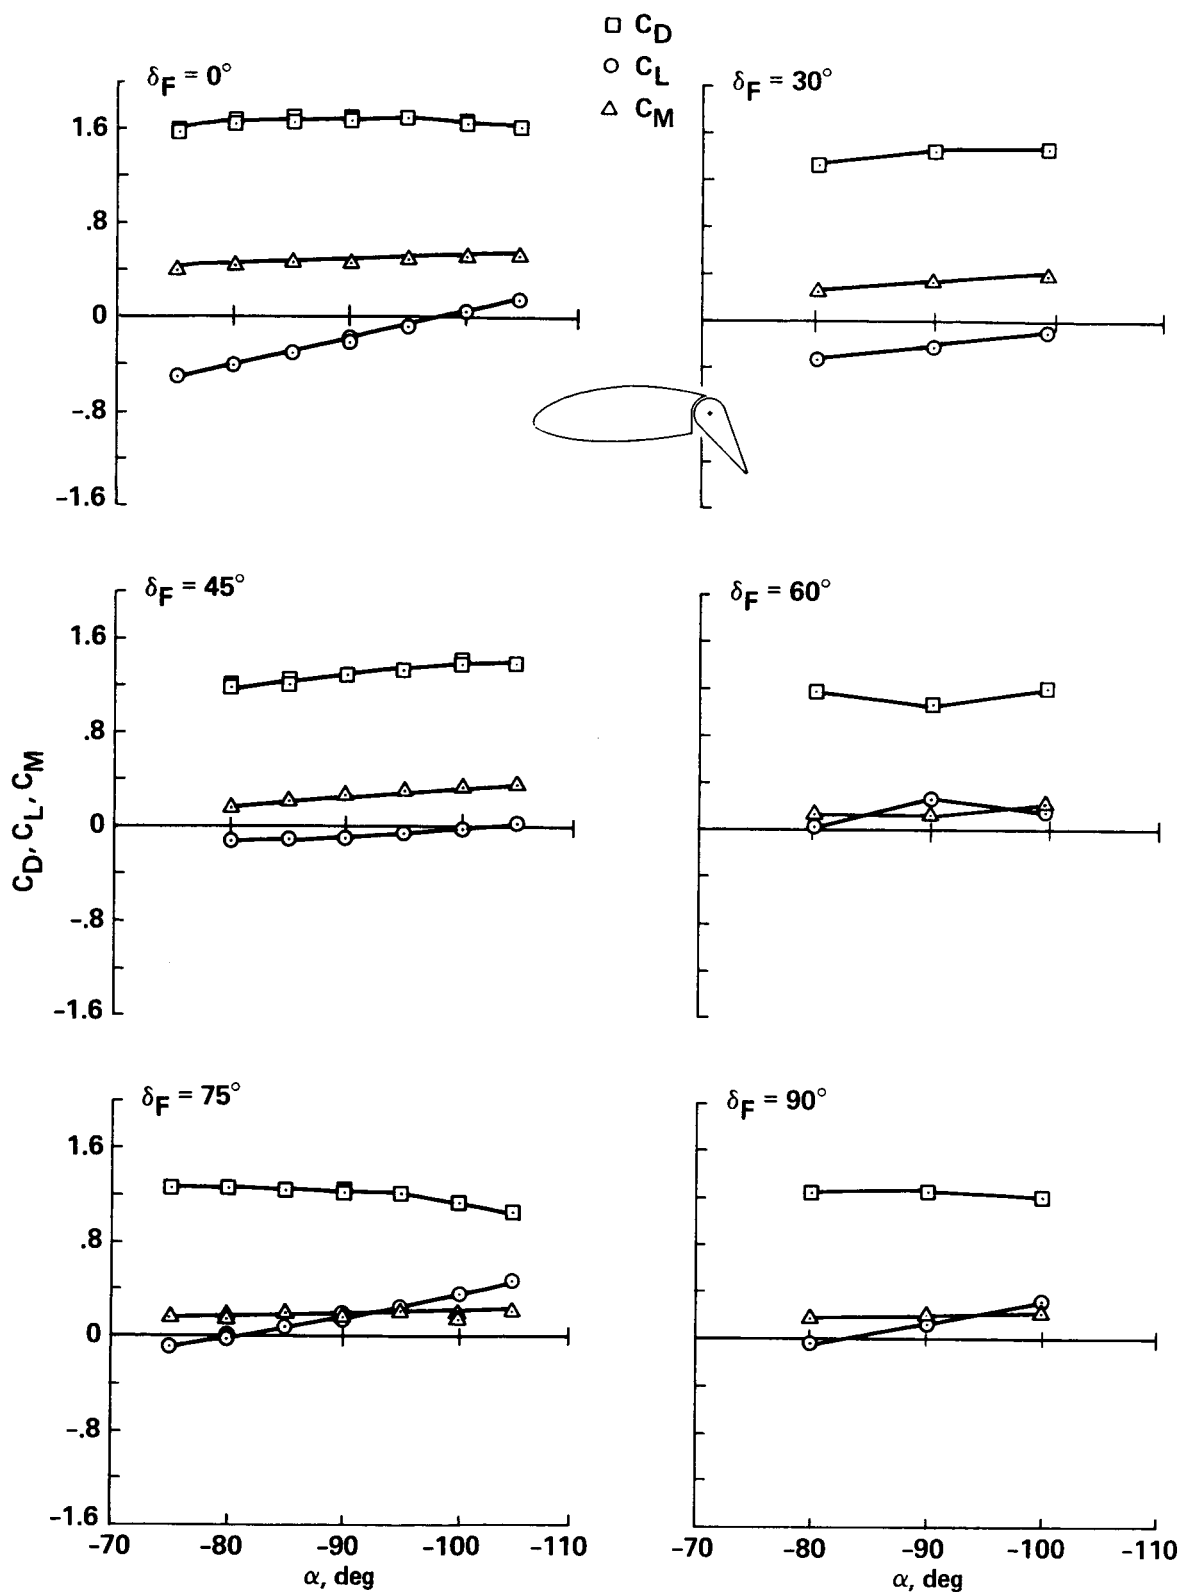 □ C_D
○ C_L
△ C_M
δ_F = 0°
1.6
.8
0
-.8
-1.6
δ_F = 30°
δ_F = 45°
1.6
.8
0
-.8
-1.6
δ_F = 60°
C_D, C_L, C_M
δ_F = 75°
1.6
.8
0
-.8
-1.6
-70 -80 -90 -100 -110
α, deg
δ_F = 90°
-70 -80 -90 -100 -110
α, deg